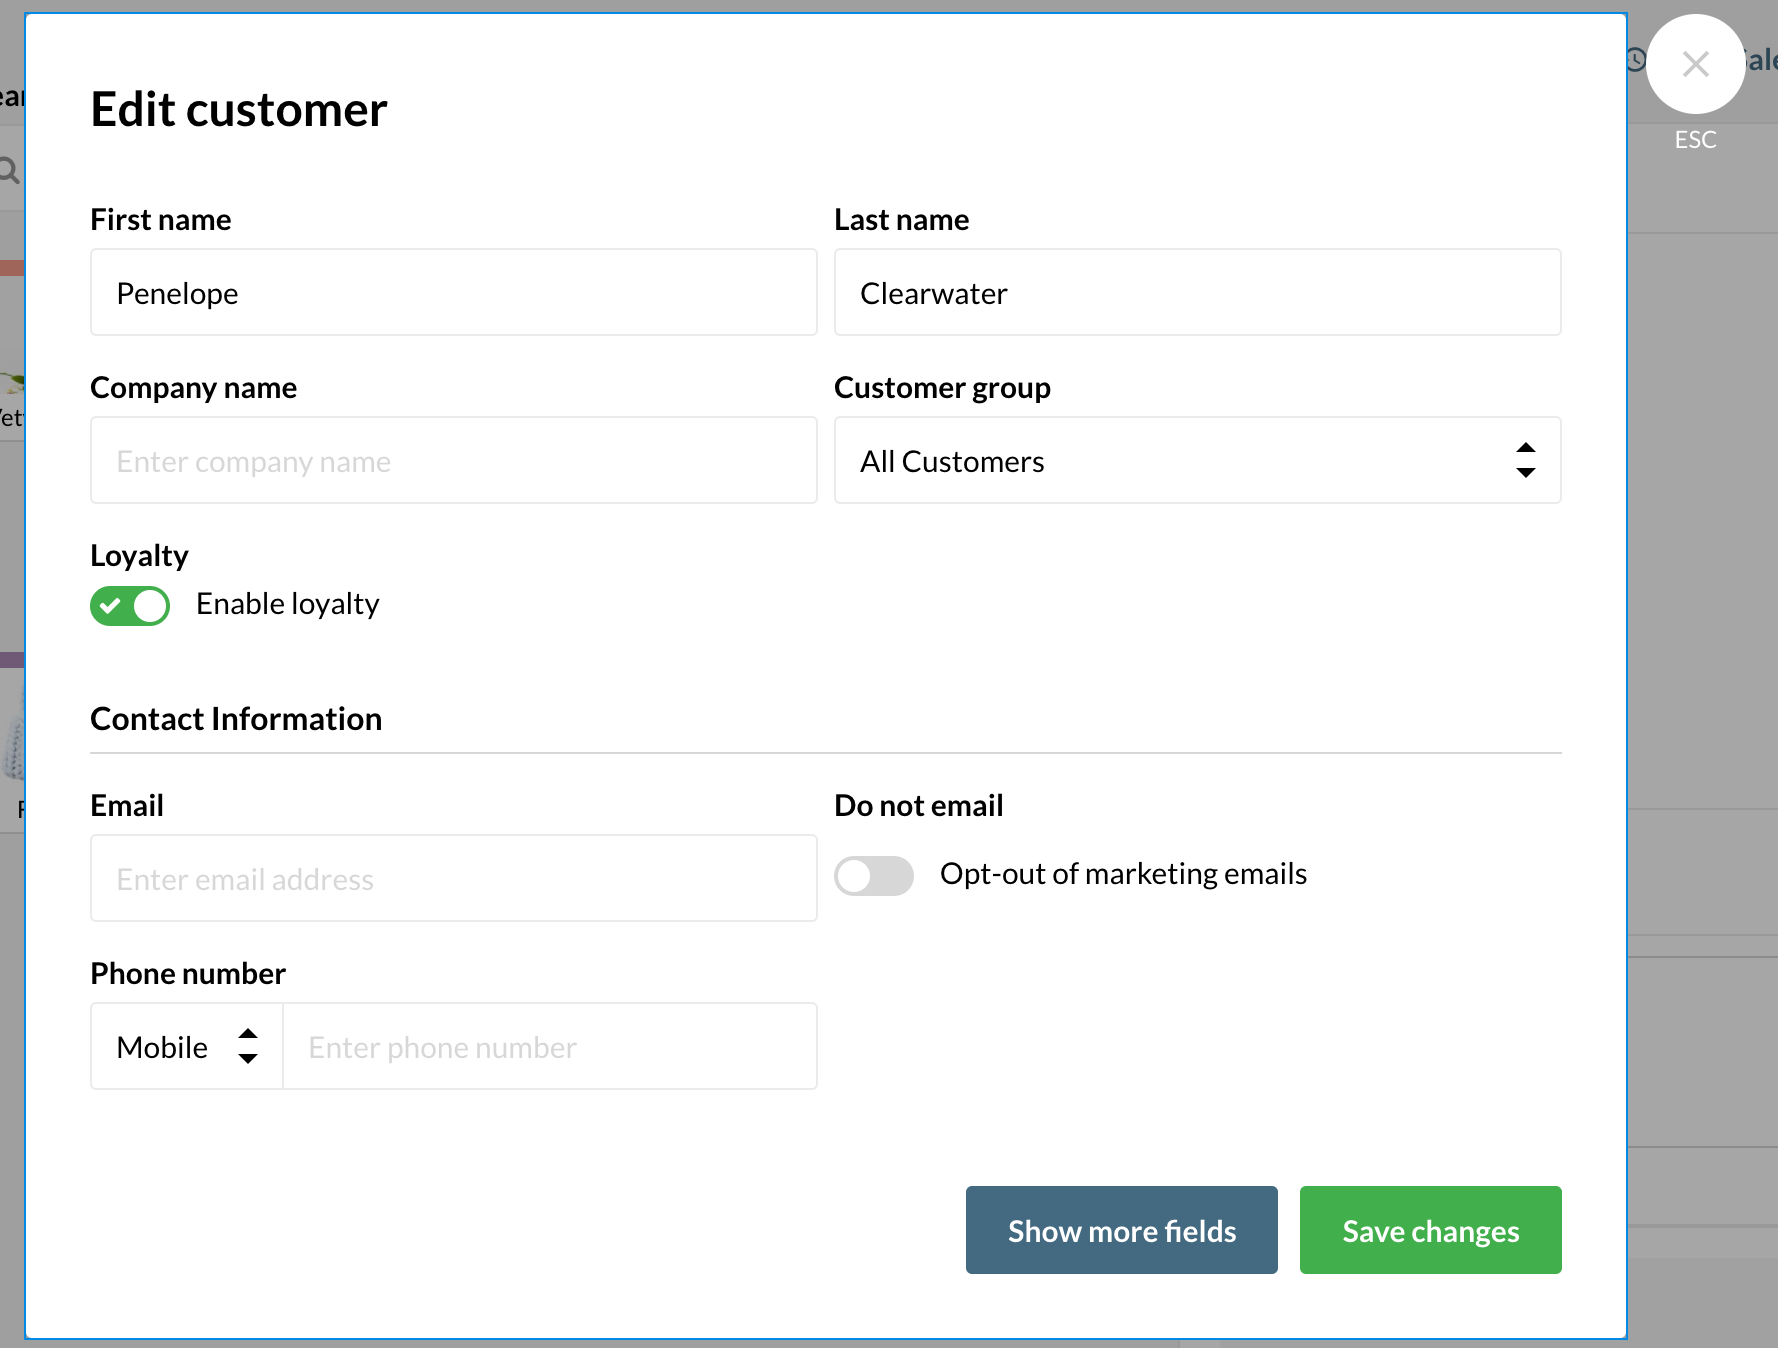 Edit customer
ESC
First name
Last name
Penelope
Clearwater
Company name
Customer group
Enter company name
All Customers
Loyalty
Enable loyalty
Contact Information
Email
Do not email
Enter email address
Opt-out of marketing emails
Phone number
Mobile
Enter phone number
Show more fields
Save changes